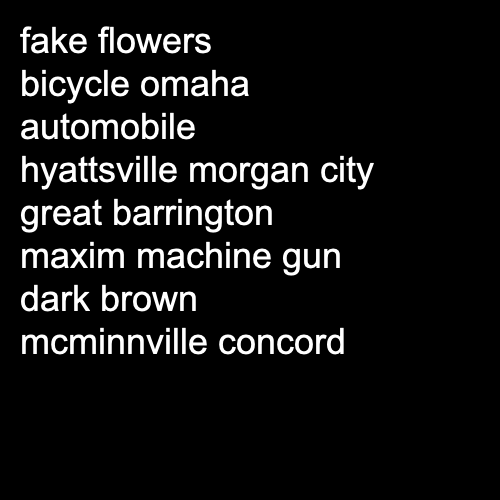 fake flowers
bicycle omaha
automobile
hyattsville morgan city
great barrington
maxim machine gun
dark brown
mcminnville concord